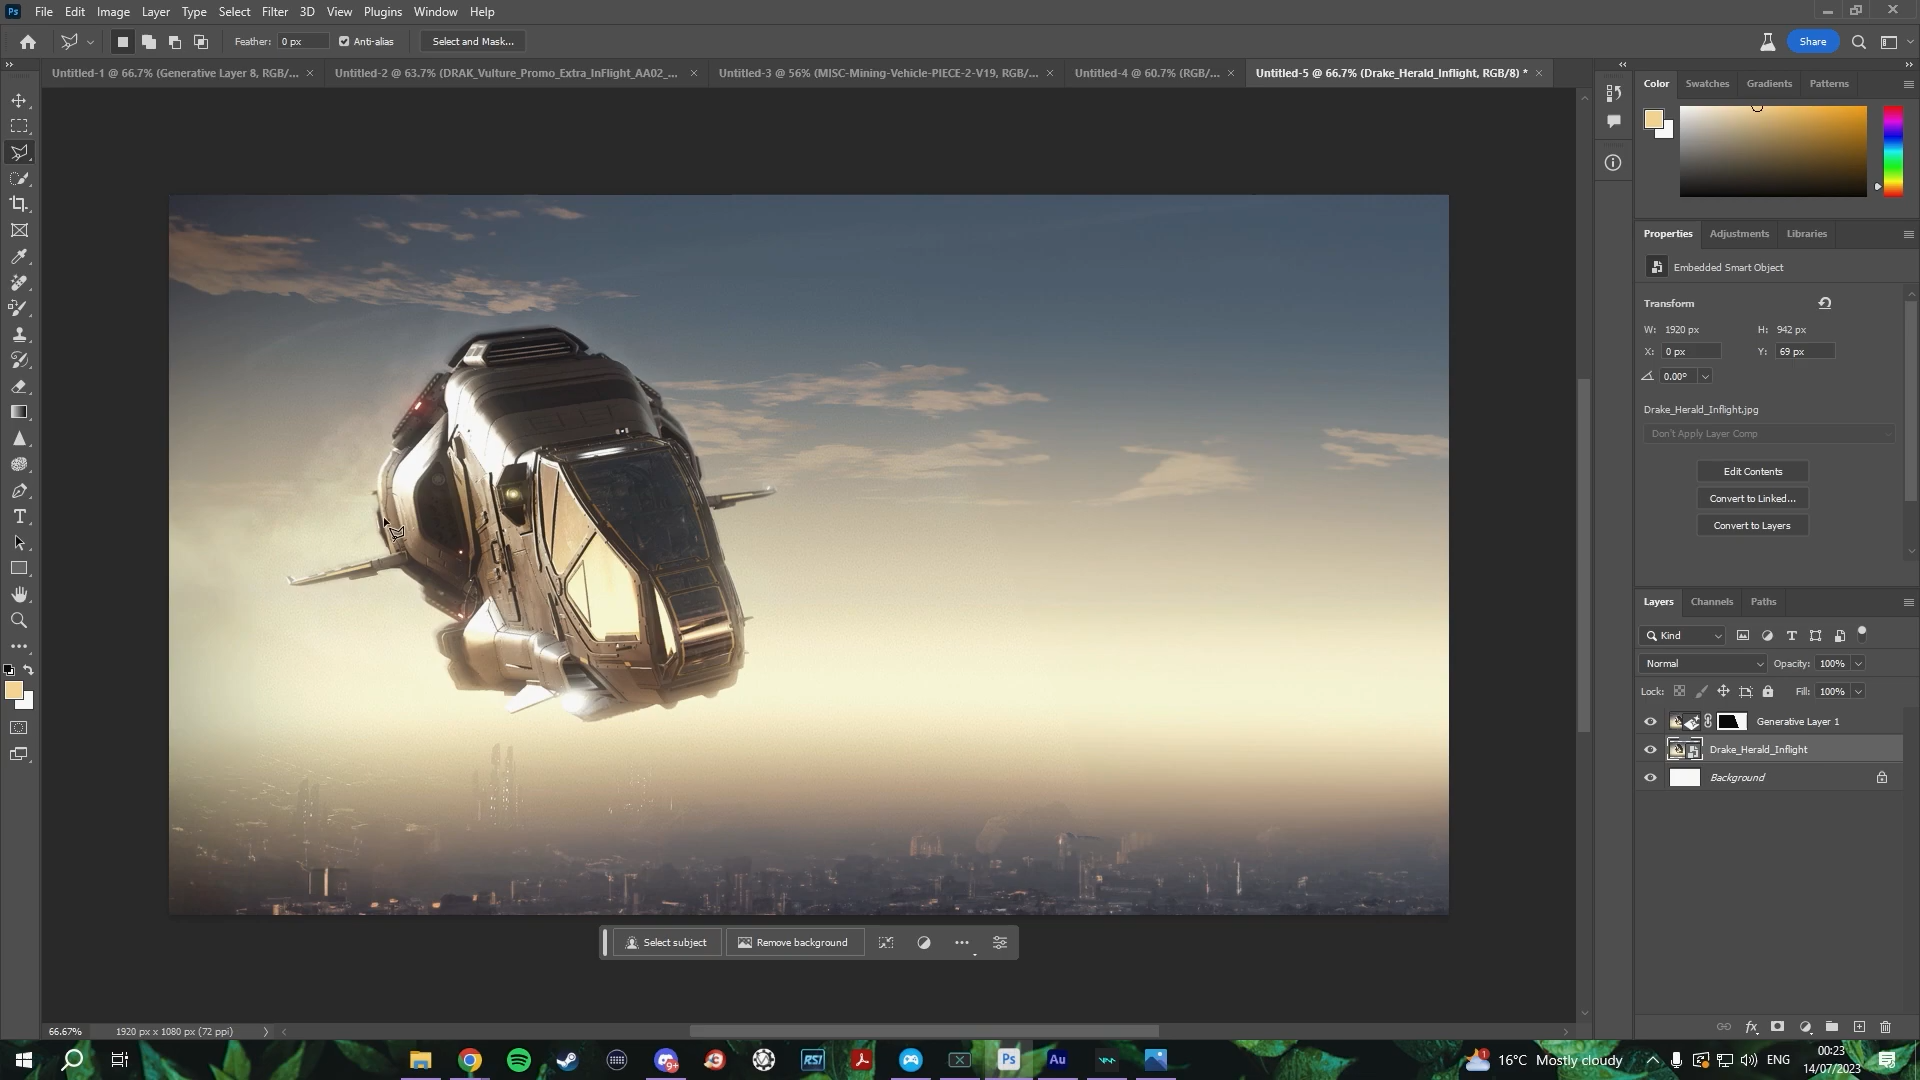 Ps File Edit Image Layer Type Select Filter 3D View Plugins Window Help
Feather: 0 px Anti-alias Select and Mask... Share
Untitled-1 @ 66.7% (Generative Layer 8, RGB/... Untitled-2 @ 63.7% (DRAK_Vulture_Promo_Extra_InFlight_AA02_... Untitled-3 @ 56% (MISC-Mining-Vehicle-PIECE-2-V19, RGB/... Untitled-4 @ 60.7% (RGB/... Untitled-5 @ 66.7% (Drake_Herald_Inflight, RGB/8) *
Color Swatches Gradients Patterns
Properties Adjustments Libraries
Embedded Smart Object
Transform
W: 1920 px H: 942 px
X: 0 px Y: 69 px
0.00°
Drake_Herald_Inflight.jpg
Don't Apply Layer Comp
Edit Contents
Convert to Linked...
Convert to Layers
Layers Channels Paths
Kind
Normal Opacity: 100%
Lock: Fill: 100%
Generative Layer 1
Drake_Herald_Inflight
Background
Select subject Remove background
66.67% 1920 px x 1080 px (72 ppi)
9+ RSI Ps Au 1 16°C Mostly cloudy ENG 00:23
14/07/2023